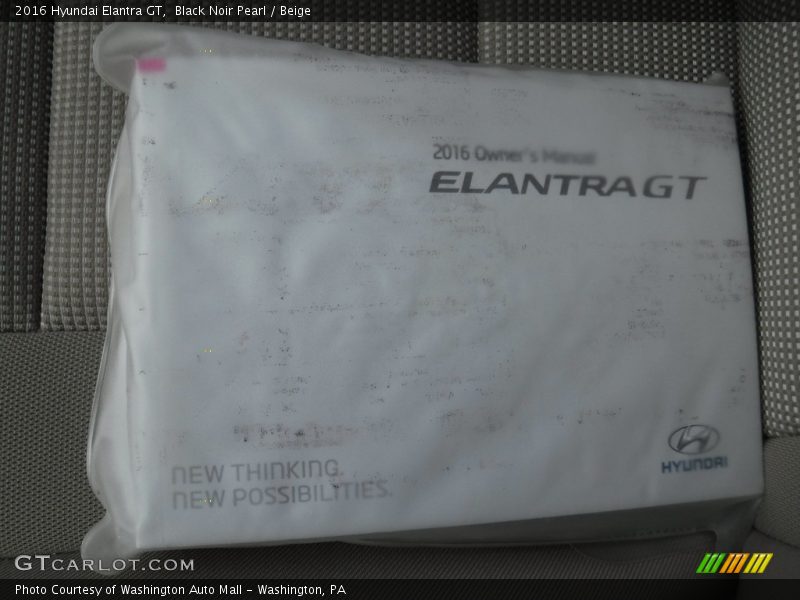 2016 Hyundai Elantra GT, Black Noir Pearl / Beige
2016 Owner's Manual
ELANTRA GT
HYUNDAI
NEW THINKING.
NEW POSSIBILITIES.
GTCARLOT.COM
Photo Courtesy of Washington Auto Mall - Washington, PA